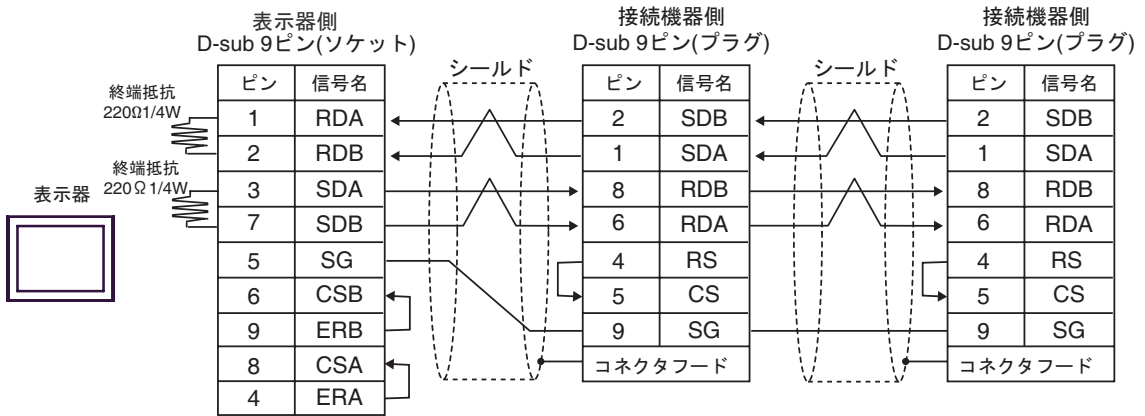 表示器側
D-sub 9ピン(ソケット)
接続機器側
D-sub 9ピン(プラグ)
接続機器側
D-sub 9ピン(プラグ)
終端抵抗
220Ω1/4W
終端抵抗
220Ω1/4W
表示器
シールド
シールド
ピン 信号名
1 RDA
2 RDB
3 SDA
7 SDB
5 SG
6 CSB
9 ERB
8 CSA
4 ERA
ピン 信号名
2 SDB
1 SDA
8 RDB
6 RDA
4 RS
5 CS
9 SG
コネクタフード
ピン 信号名
2 SDB
1 SDA
8 RDB
6 RDA
4 RS
5 CS
9 SG
コネクタフード